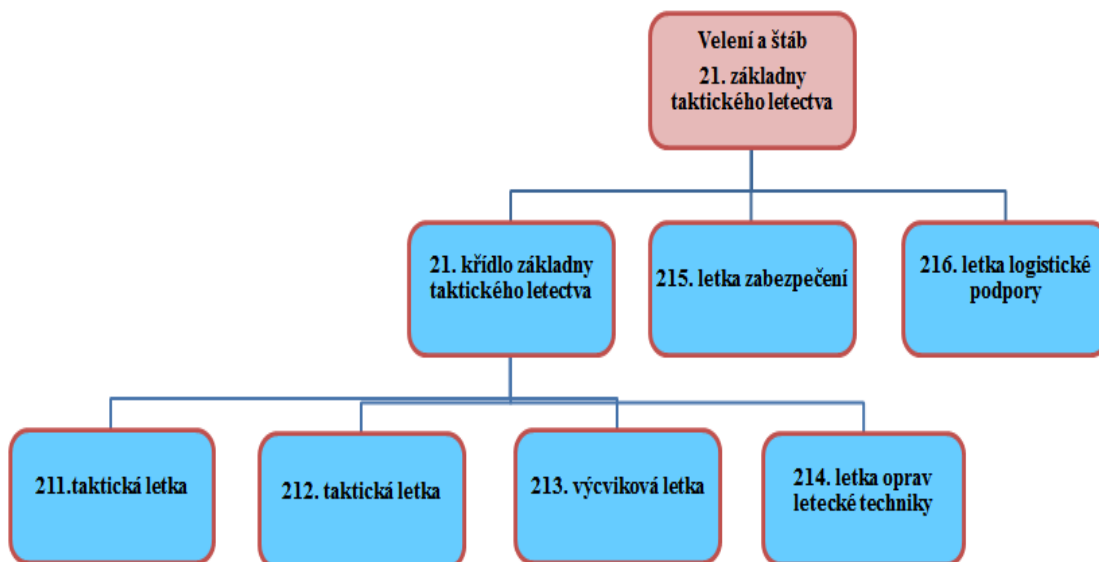 Velení a štáb
21. základny
taktického letectva
21. křídlo základny
taktického letectva
215. letka zabezpečení
216. letka logistické
podpory
211.taktická letka
212. taktická letka
213. výcviková letka
214. letka oprav
letecké techniky